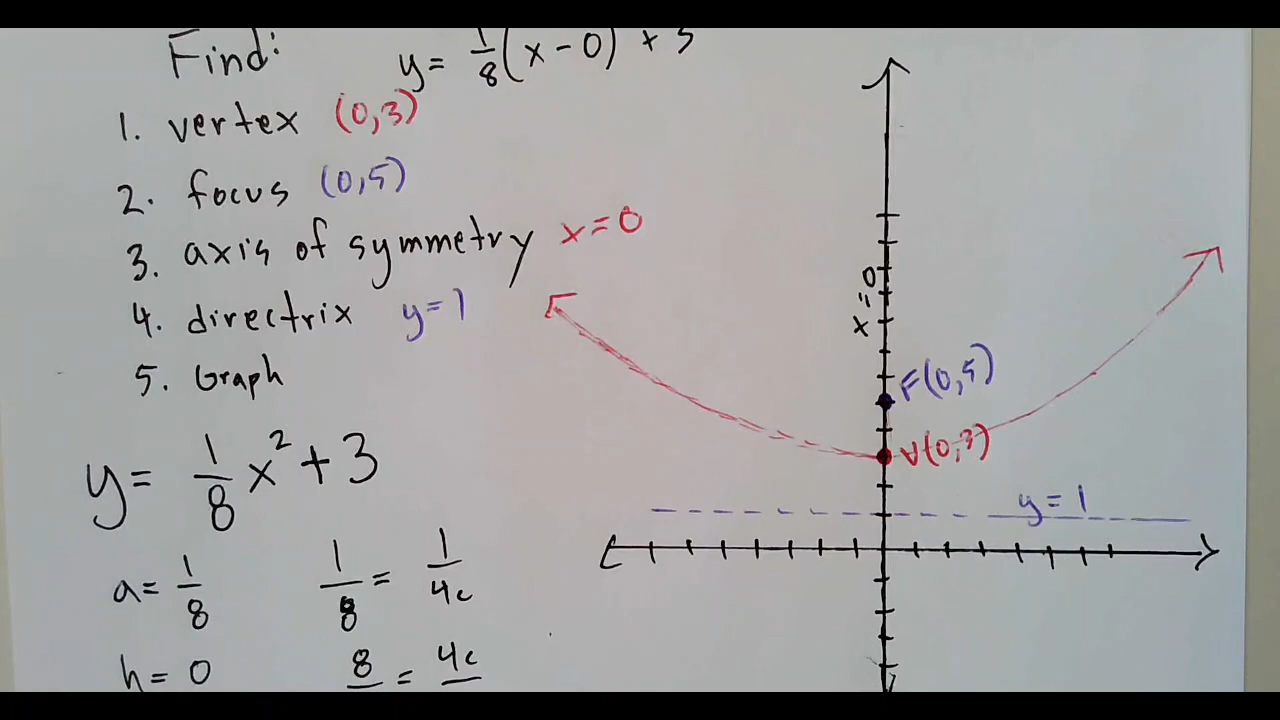 Find:
y = 1/8 (x - 0) + 3
1. vertex (0,3)
2. focus (0,5)
3. axis of symmetry x = 0
4. directrix y = 1
5. Graph
y = 1/8 x² + 3
a = 1/8
1/8 = 1/4c
h = 0
8 = 4c
x = 0
F(0,5)
V(0,3)
y = 1